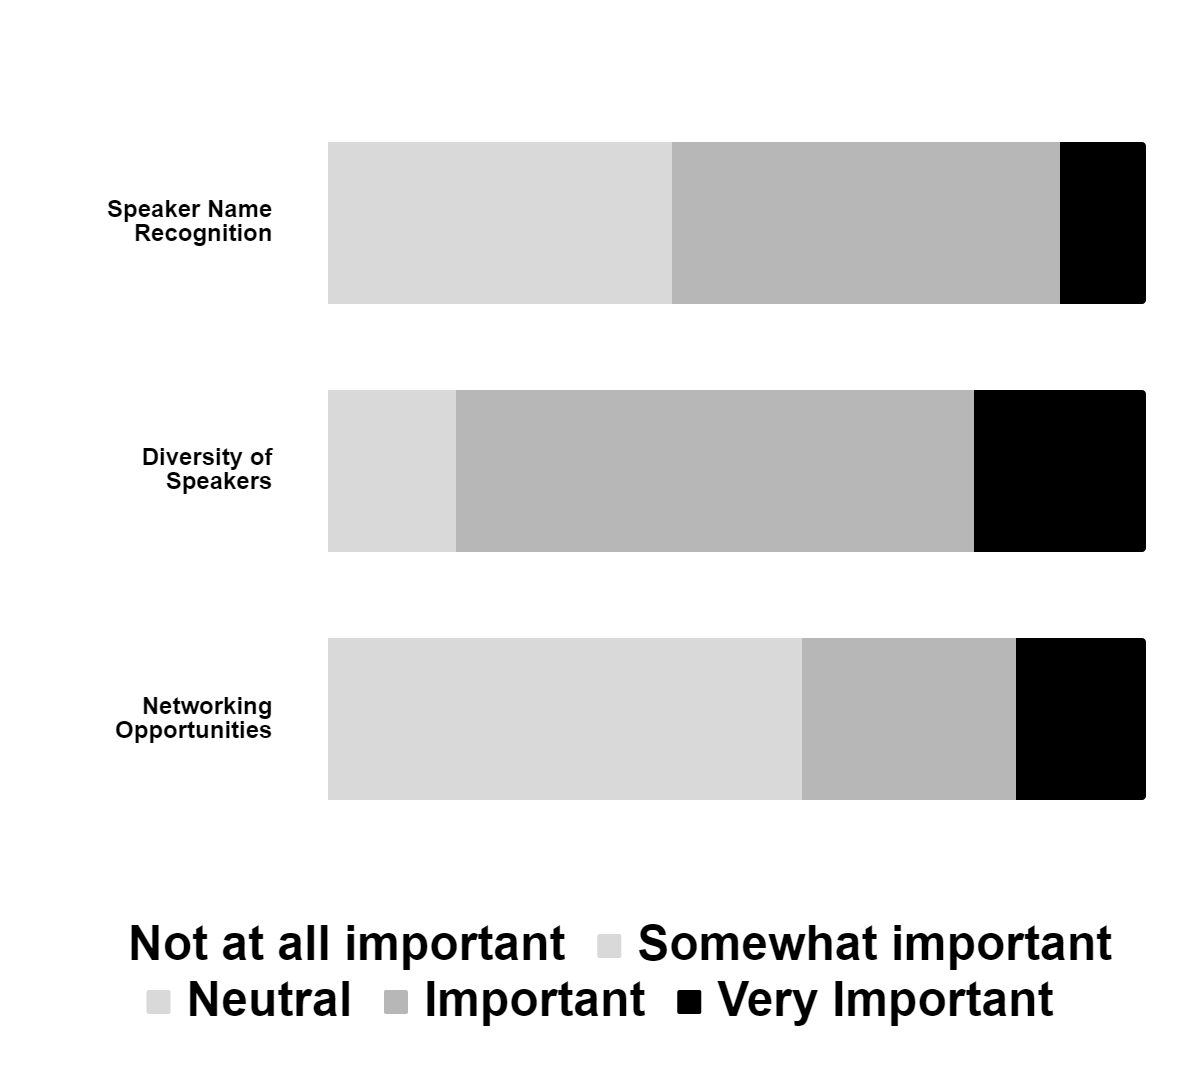 Speaker Name
Recognition
Diversity of
Speakers
Networking
Opportunities
Not at all important Somewhat important
Neutral Important Very Important